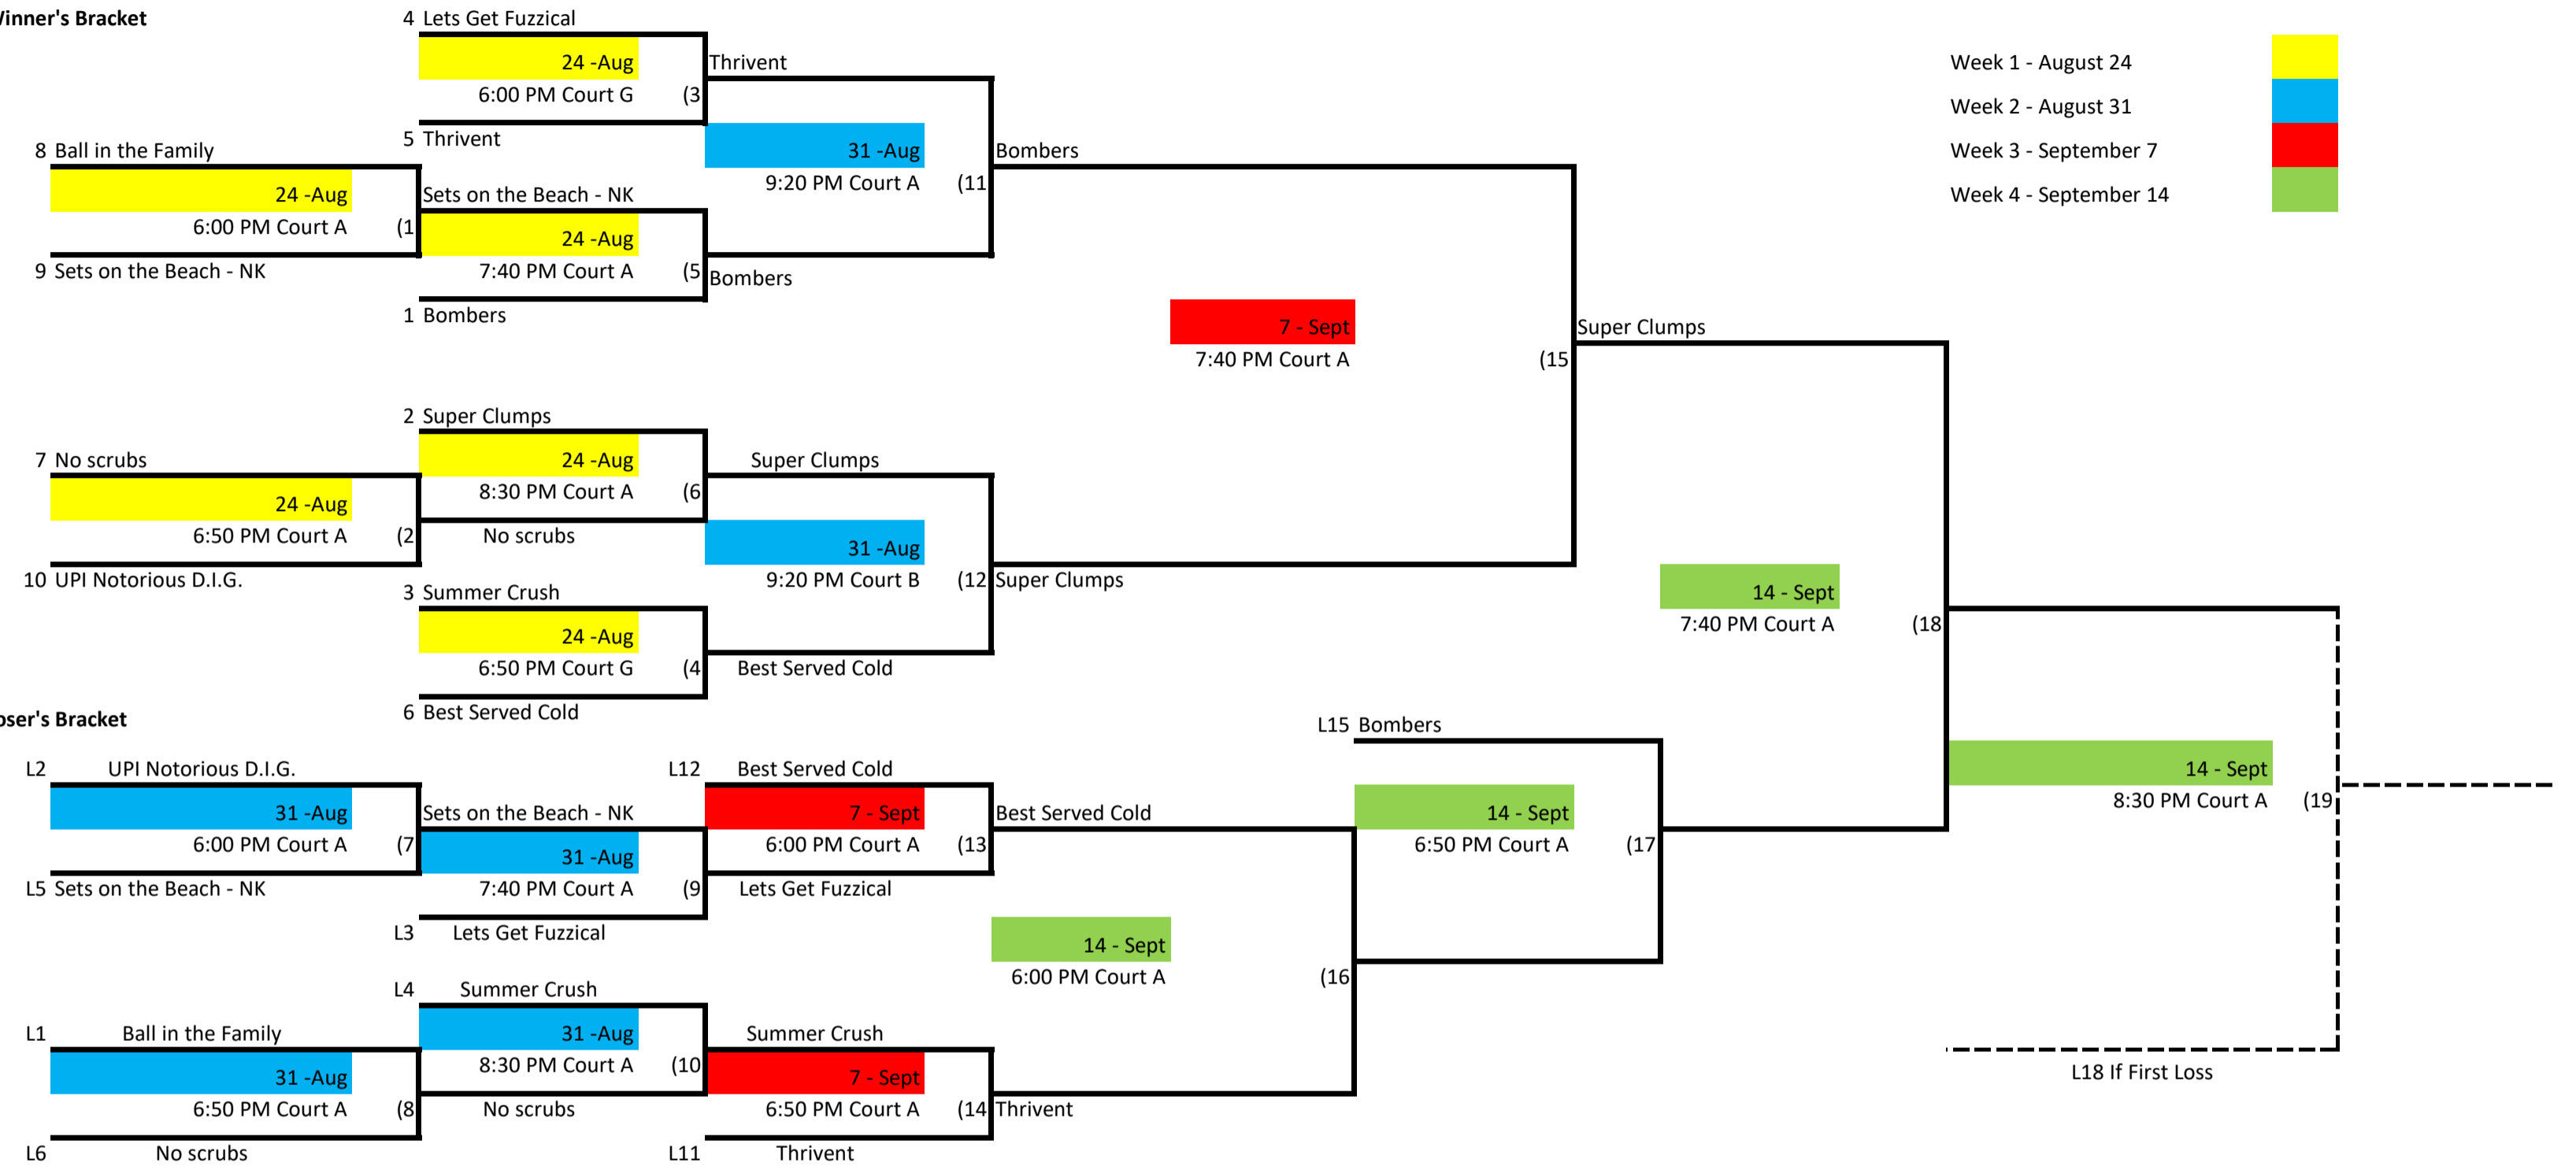 Winner's Bracket
4 Lets Get Fuzzical
24 -Aug
6:00 PM Court G (3
5 Thrivent
Thrivent
Week 1 - August 24
Week 2 - August 31
Week 3 - September 7
Week 4 - September 14
8 Ball in the Family
24 -Aug
6:00 PM Court A (1
9 Sets on the Beach - NK
Sets on the Beach - NK
24 -Aug
7:40 PM Court A (5
1 Bombers
31 -Aug
9:20 PM Court A (11
Bombers
Bombers
7 - Sept
7:40 PM Court A (15
Super Clumps
2 Super Clumps
7 No scrubs
24 -Aug
6:50 PM Court A (2
10 UPI Notorious D.I.G.
24 -Aug
8:30 PM Court A (6
No scrubs
Super Clumps
31 -Aug
9:20 PM Court B (12
Super Clumps
3 Summer Crush
24 -Aug
6:50 PM Court G (4
6 Best Served Cold
Best Served Cold
14 - Sept
7:40 PM Court A (18
oser's Bracket
L2 UPI Notorious D.I.G.
31 -Aug
6:00 PM Court A (7
L5 Sets on the Beach - NK
Sets on the Beach - NK
31 -Aug
7:40 PM Court A (9
L3 Lets Get Fuzzical
L12 Best Served Cold
7 - Sept
6:00 PM Court A (13
Lets Get Fuzzical
Best Served Cold
L15 Bombers
14 - Sept
6:50 PM Court A (17
14 - Sept
8:30 PM Court A (19
14 - Sept
6:00 PM Court A (16
L4 Summer Crush
L1 Ball in the Family
31 -Aug
6:50 PM Court A (8
L6 No scrubs
31 -Aug
8:30 PM Court A (10
No scrubs
Summer Crush
7 - Sept
6:50 PM Court A (14
L11 Thrivent
Thrivent
L18 If First Loss